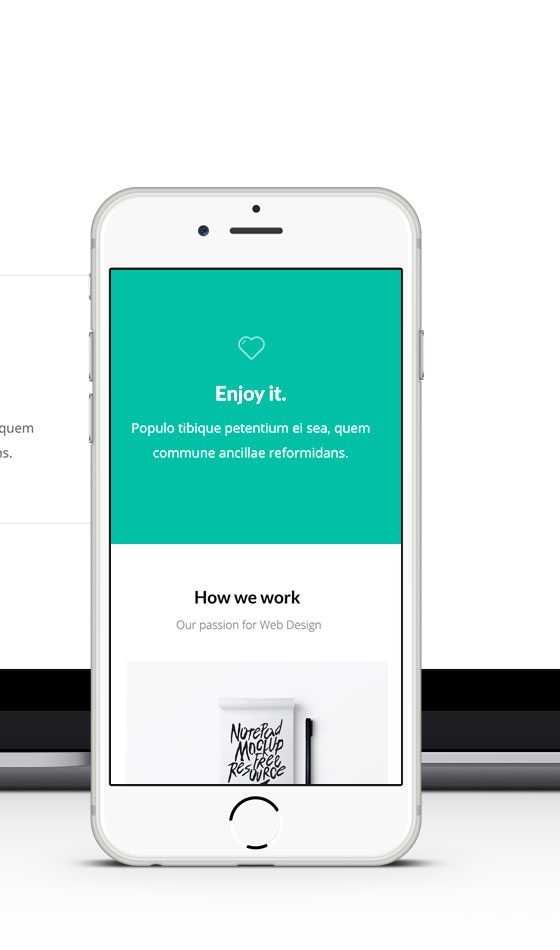 Enjoy it.
Populo tibique petentium ei sea, quem
commune ancillae reformidans.
quem
ns.
How we work
Our passion for Web Design
NotePad
Mockup
Free
Resource